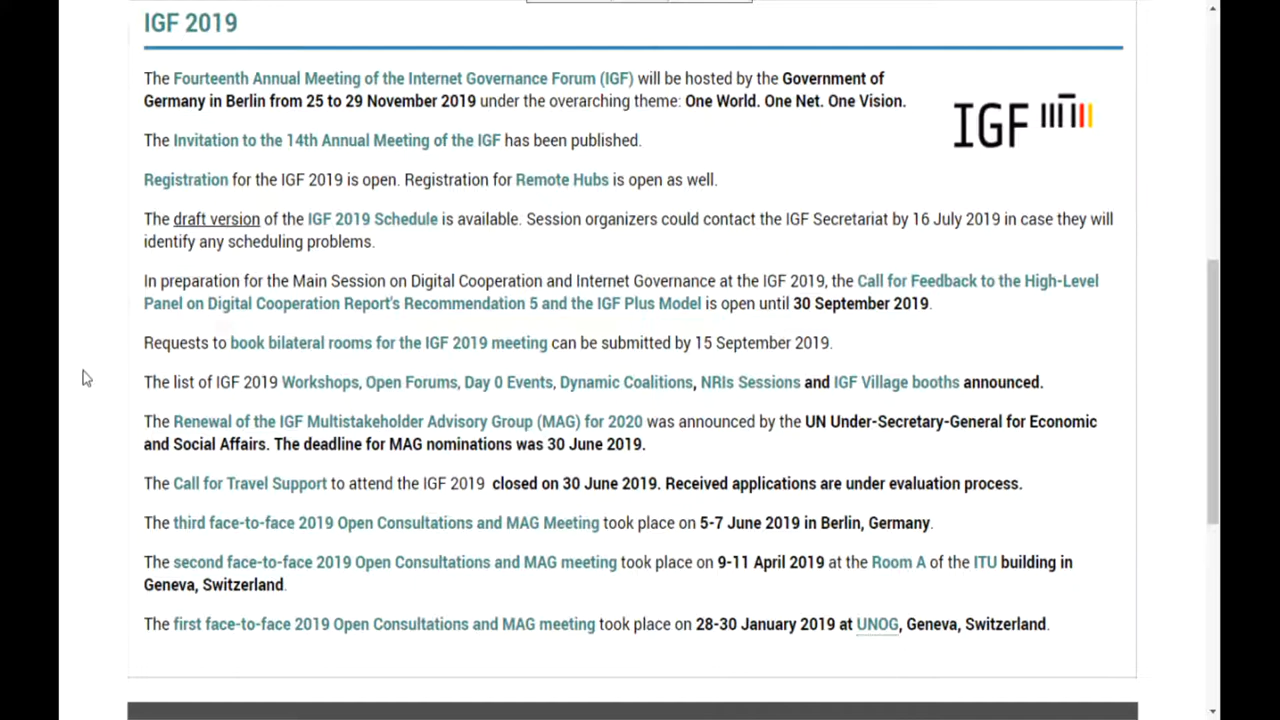 IGF 2019
The Fourteenth Annual Meeting of the Internet Governance Forum (IGF) will be hosted by the Government of
Germany in Berlin from 25 to 29 November 2019 under the overarching theme: One World. One Net. One Vision.
IGF
The Invitation to the 14th Annual Meeting of the IGF has been published.
Registration for the IGF 2019 is open. Registration for Remote Hubs is open as well.
The draft version of the IGF 2019 Schedule is available. Session organizers could contact the IGF Secretariat by 16 July 2019 in case they will
identify any scheduling problems.
In preparation for the Main Session on Digital Cooperation and Internet Governance at the IGF 2019, the Call for Feedback to the High-Level
Panel on Digital Cooperation Report's Recommendation 5 and the IGF Plus Model is open until 30 September 2019.
Requests to book bilateral rooms for the IGF 2019 meeting can be submitted by 15 September 2019.
The list of IGF 2019 Workshops, Open Forums, Day 0 Events, Dynamic Coalitions, NRIs Sessions and IGF Village booths announced.
The Renewal of the IGF Multistakeholder Advisory Group (MAG) for 2020 was announced by the UN Under-Secretary-General for Economic
and Social Affairs. The deadline for MAG nominations was 30 June 2019.
The Call for Travel Support to attend the IGF 2019 closed on 30 June 2019. Received applications are under evaluation process.
The third face-to-face 2019 Open Consultations and MAG Meeting took place on 5-7 June 2019 in Berlin, Germany.
The second face-to-face 2019 Open Consultations and MAG meeting took place on 9-11 April 2019 at the Room A of the ITU building in
Geneva, Switzerland.
The first face-to-face 2019 Open Consultations and MAG meeting took place on 28-30 January 2019 at UNOG, Geneva, Switzerland.